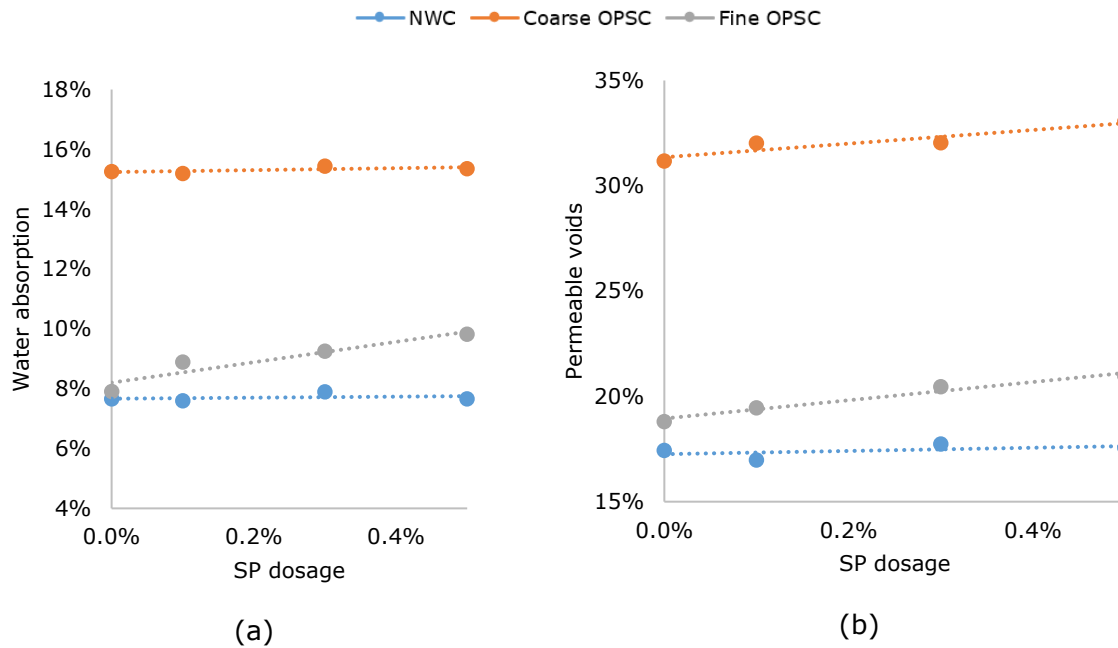 NWC Coarse OPSC Fine OPSC
18%
16%
14%
12%
10%
8%
6%
4%
Water absorption
0.0% 0.2% 0.4%
SP dosage
(a)
35%
30%
25%
20%
15%
Permeable voids
0.0% 0.2% 0.4%
SP dosage
(b)